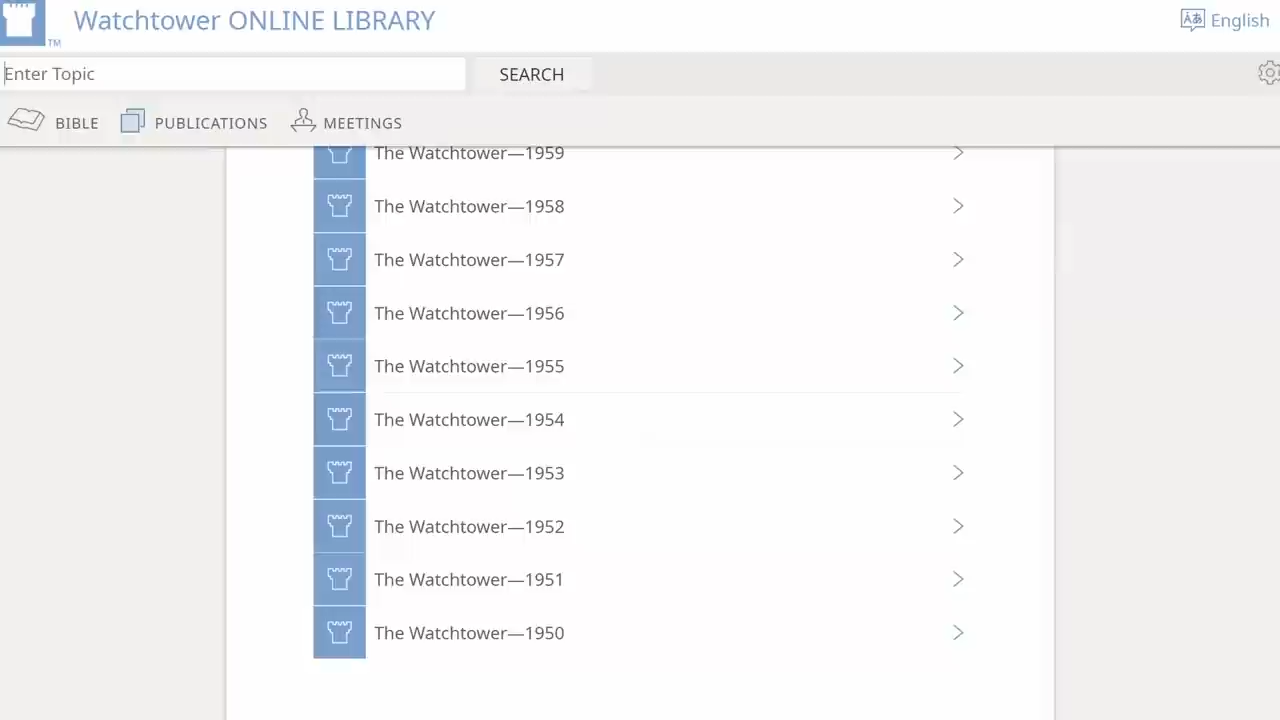 Watchtower ONLINE LIBRARY
TM
English
Enter Topic
SEARCH
BIBLE
PUBLICATIONS
MEETINGS
The Watchtower—1959
The Watchtower—1958
The Watchtower—1957
The Watchtower—1956
The Watchtower—1955
The Watchtower—1954
The Watchtower—1953
The Watchtower—1952
The Watchtower—1951
The Watchtower—1950